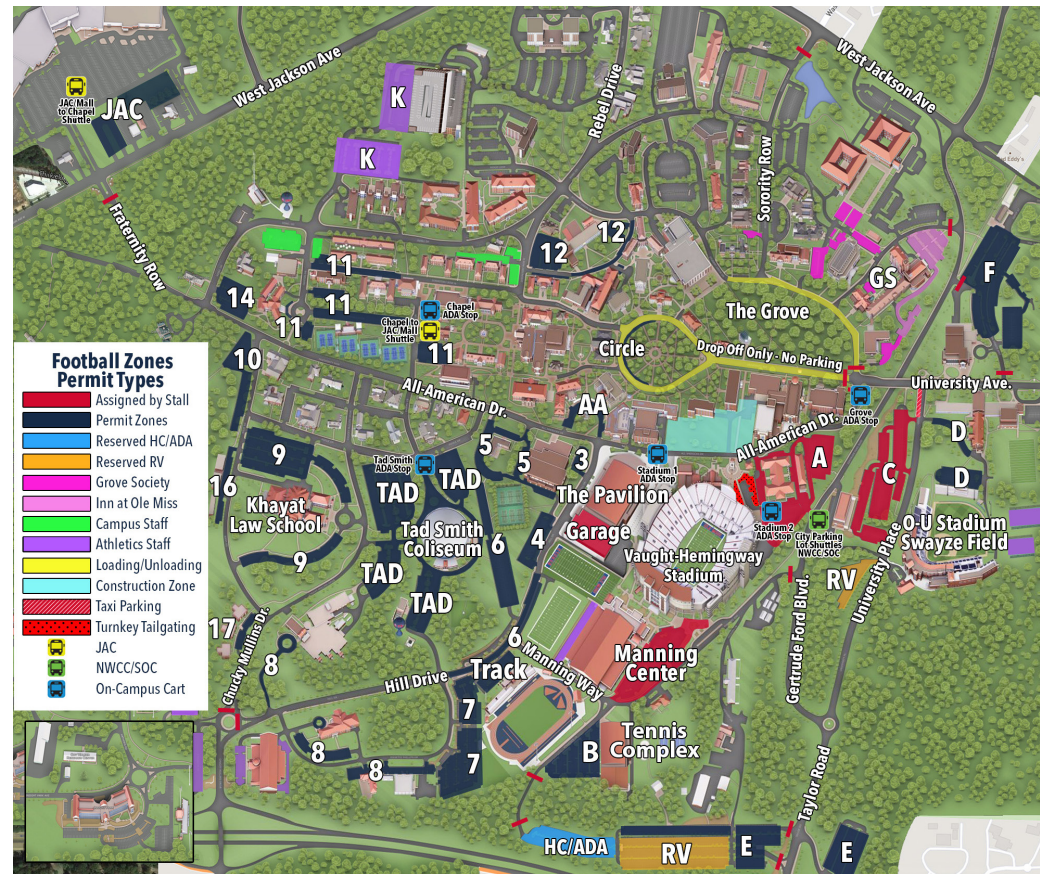 West Jackson Ave
Rebel Drive
West Jackson Ave
JAC/Mall
to Chapel
Shuttle
JAC
K
K
Sorority Row
Fraternity Row
12
12
11
11
11
11
14
10
GS
F
Chapel
ADA Stop
Chapel to
JAC/Mall
Shuttle
The Grove
Circle
Drop Off Only - No Parking
University Ave.
All-American Dr.
AA
Grove
ADA Stop
All-American Dr.
Football Zones
Permit Types
Assigned by Stall
Permit Zones
Reserved HC/ADA
Reserved RV
Grove Society
Inn at Ole Miss
Campus Staff
Athletics Staff
Loading/Unloading
Construction Zone
Taxi Parking
Turnkey Tailgating
JAC
NWCC/SOC
On-Campus Cart
9
16
Khayat
Law School
9
Tad Smith
ADA Stop
TAD
TAD
5
5
3
Stadium 1
ADA Stop
The Pavilion
Garage
A
C
D
D
Tad Smith
Coliseum
6
4
Vaught-Hemingway
Stadium
Stadium 2
ADA Stop
City Parking
Lot Shuttles
NWCC/SOC
O-U Stadium
Swayze Field
TAD
TAD
RV
University Place
Gertrude Ford Blvd.
17
Chucky Mullins Dr.
8
6
Manning Way
Manning
Center
Hill Drive
Track
7
8
8
7
B
Tennis
Complex
Taylor Road
HC/ADA
RV
E
E